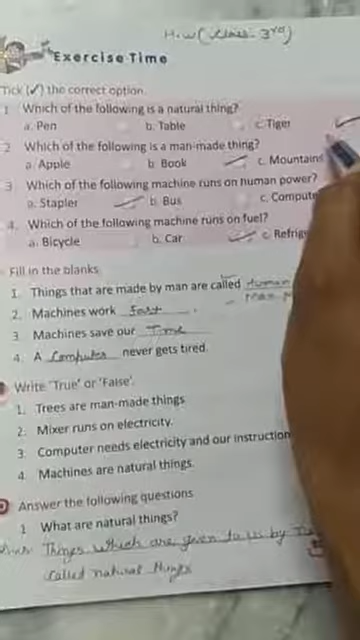 H.W (Class - 3rd)
Exercise Time
Tick (✓) the correct option.
1. Which of the following is a natural thing?
a. Pen b. Table c. Tiger
2. Which of the following is a man-made thing?
a. Apple b. Book c. Mountains
3. Which of the following machine runs on human power?
a. Stapler b. Bus c. Compute
4. Which of the following machine runs on fuel?
a. Bicycle b. Car c. Refrig
Fill in the blanks.
1. Things that are made by man are called Human
2. Machines work Fast.
3. Machines save our Time
4. A Computer never gets tired.
Write 'True' or 'False'.
1. Trees are man-made things
2. Mixer runs on electricity.
3. Computer needs electricity and our instruction
4. Machines are natural things.
D Answer the following questions
1 What are natural things?
Ans. Things which are given to us by
called natural things